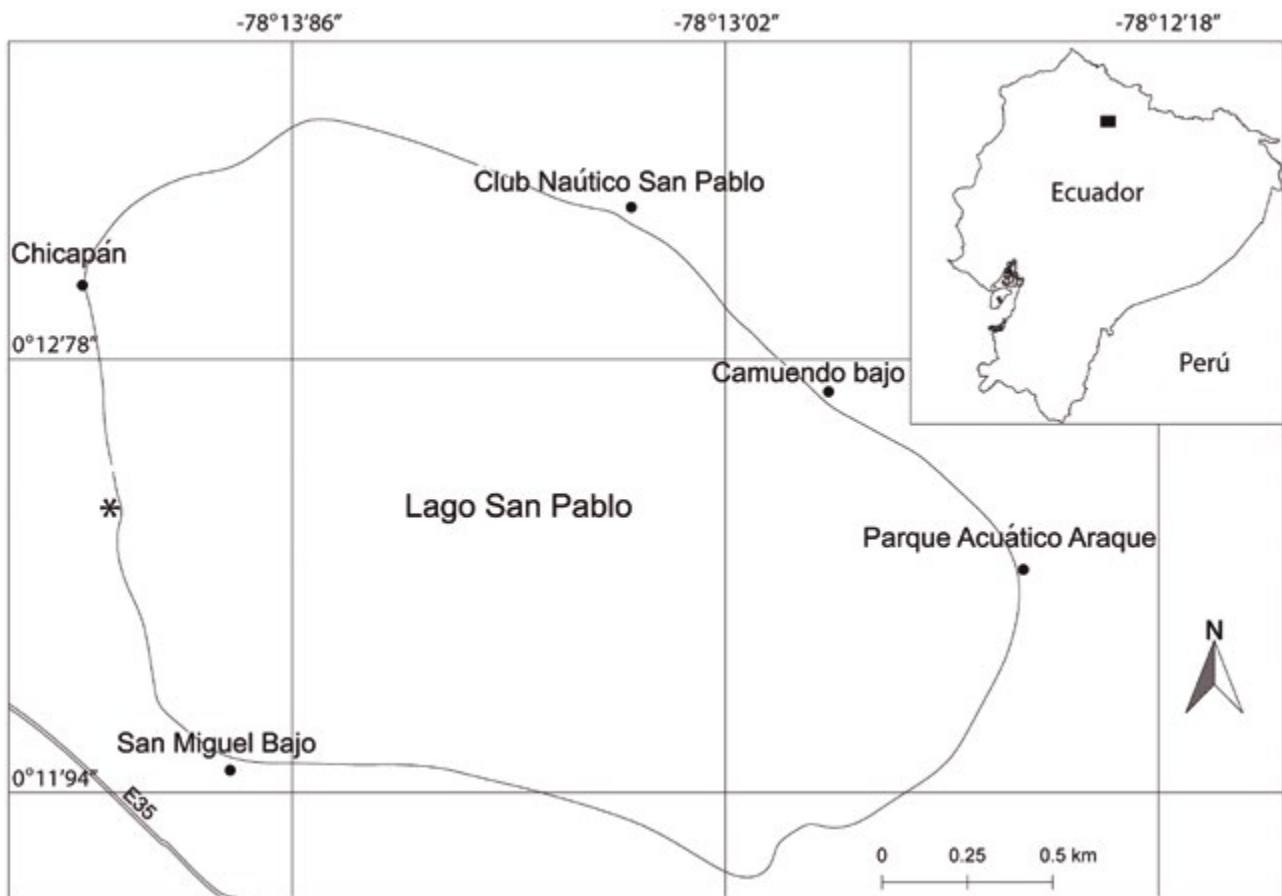 -78°13'86"
-78°13'02"
-78°12'18"
Club Naútico San Pablo
Ecuador
Chicapán
0°12'78"
Perú
Camuendo bajo
Lago San Pablo
*
Parque Acuático Araque
N
San Miguel Bajo
0°11'94"
E35
0 0.25 0.5 km